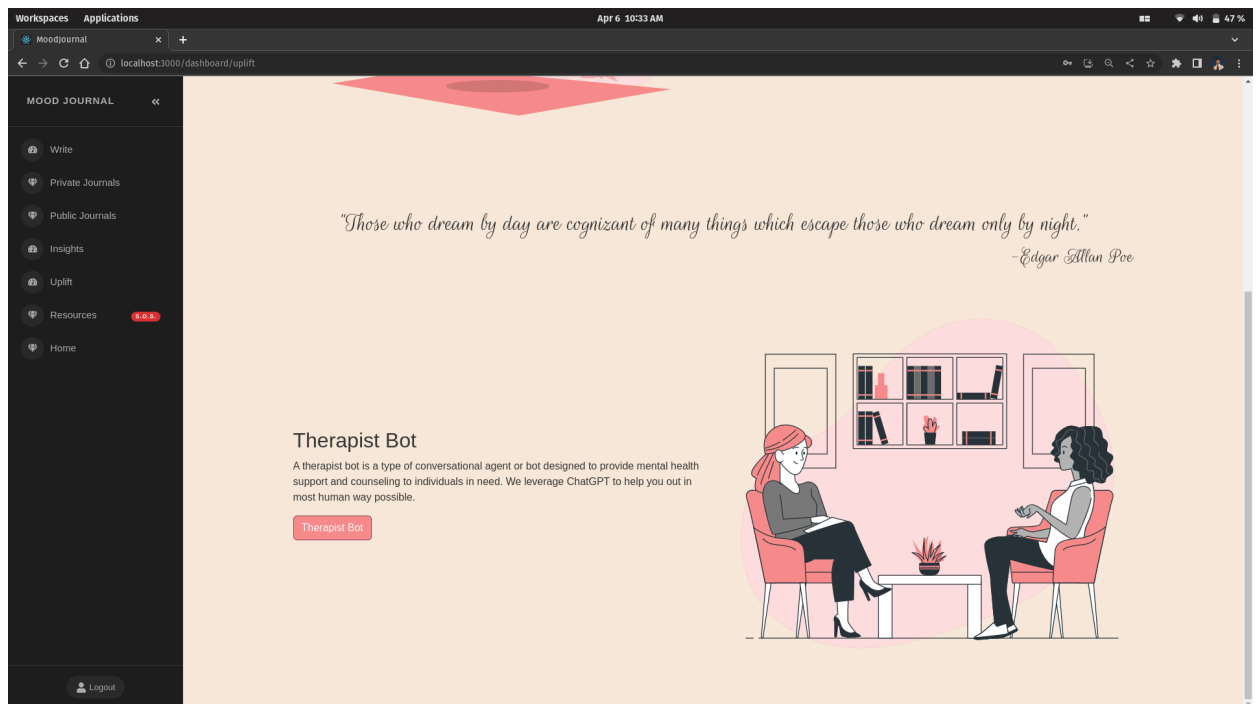 Workspaces Applications Apr 6 10:33 AM 47 %
MoodJournal
localhost:3000/dashboard/uplift
MOOD JOURNAL
Write
Private Journals
Public Journals
Insights
Uplift
Resources S.O.S.
Home
"Those who dream by day are cognizant of many things which escape those who dream only by night."
-Edgar Allan Poe
Therapist Bot
A therapist bot is a type of conversational agent or bot designed to provide mental health
support and counseling to individuals in need. We leverage ChatGPT to help you out in
most human way possible.
Therapist Bot
Logout